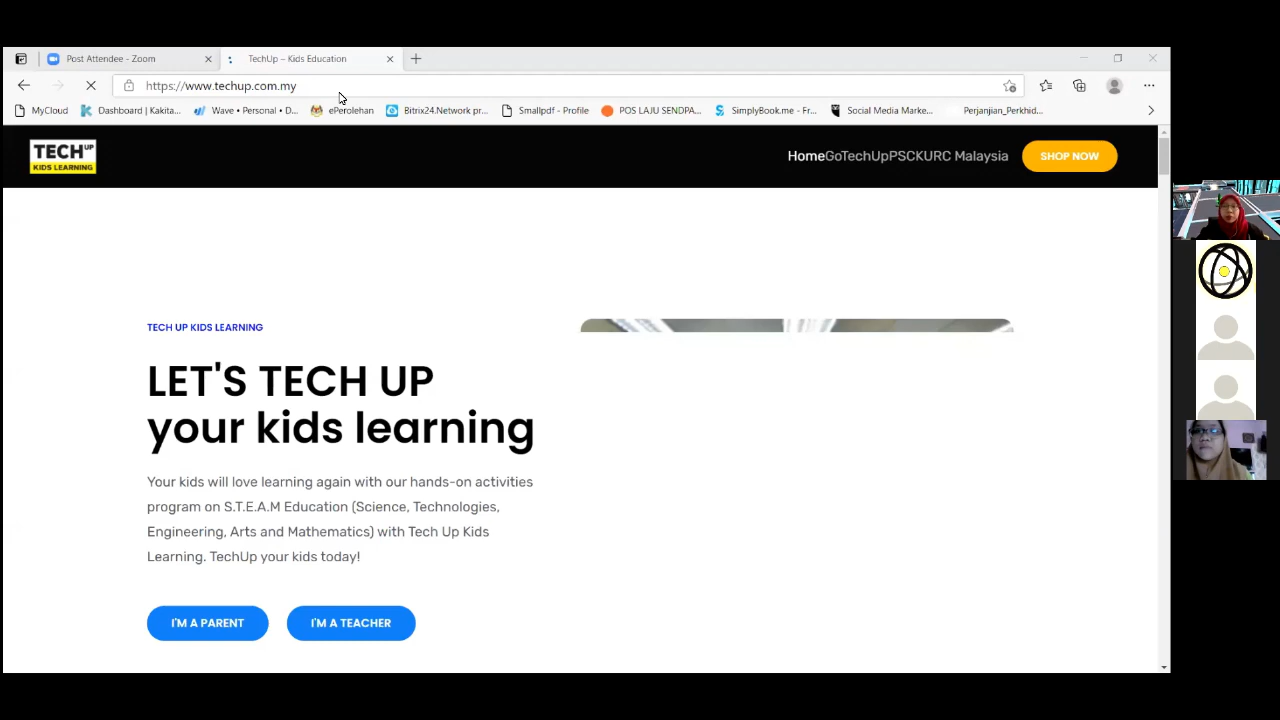 Post Attendee - Zoom
TechUp – Kids Education
https://www.techup.com.my
MyCloud
Dashboard | Kakita...
Wave • Personal • D...
ePerolehan
Bitrix24.Network pr...
Smallpdf - Profile
POS LAJU SENDPA...
SimplyBook.me - Fr...
Social Media Marke...
Perjanjian_Perkhid...
TECH UP
KIDS LEARNING
HomeGoTechUpPSCKURC Malaysia
SHOP NOW
TECH UP KIDS LEARNING
LET'S TECH UP
your kids learning
Your kids will love learning again with our hands-on activities
program on S.T.E.A.M Education (Science, Technologies,
Engineering, Arts and Mathematics) with Tech Up Kids
Learning. TechUp your kids today!
I'M A PARENT
I'M A TEACHER